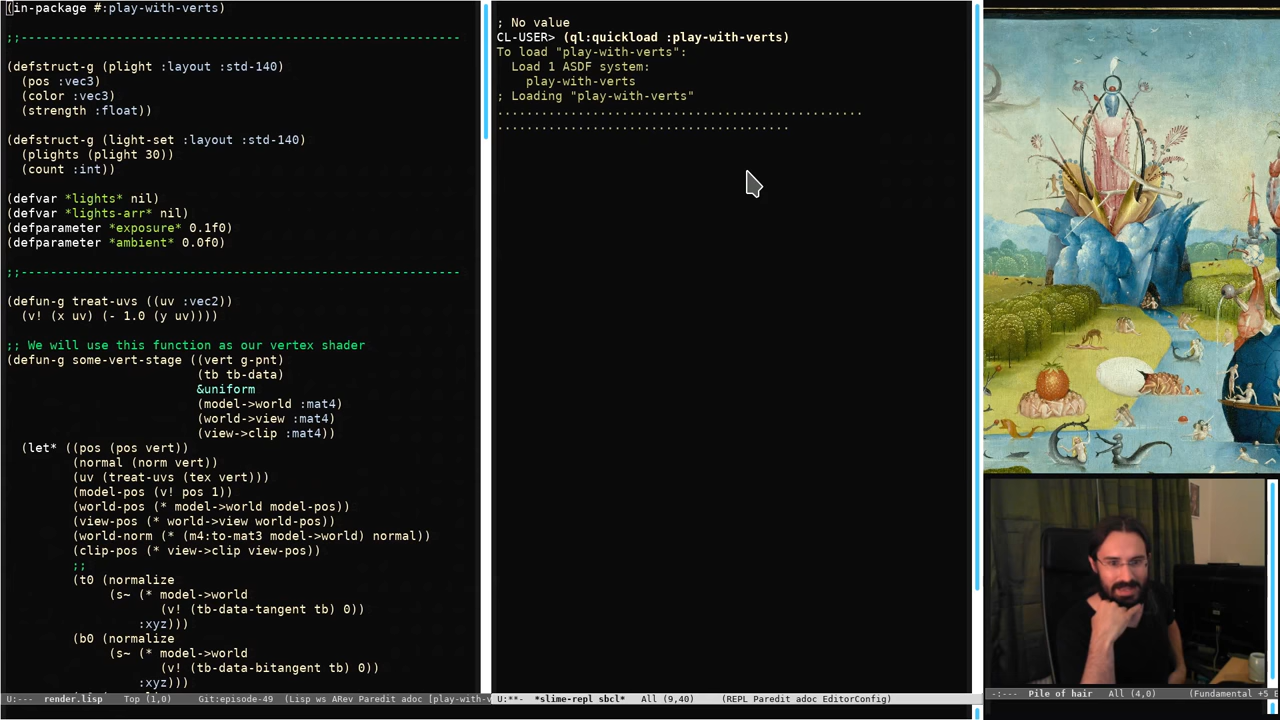 (in-package #:play-with-verts)
;;-----------------------------------------------------------
(defstruct-g (plight :layout :std-140)
  (pos :vec3)
  (color :vec3)
  (strength :float))
(defstruct-g (light-set :layout :std-140)
  (plights (plight 30))
  (count :int))
(defvar *lights* nil)
(defvar *lights-arr* nil)
(defparameter *exposure* 0.1f0)
(defparameter *ambient* 0.0f0)
;;-----------------------------------------------------------
(defun-g treat-uvs ((uv :vec2))
  (v! (x uv) (- 1.0 (y uv))))
;; We will use this function as our vertex shader
(defun-g some-vert-stage ((vert g-pnt)
                          (tb tb-data)
                          &uniform
                          (model->world :mat4)
                          (world->view :mat4)
                          (view->clip :mat4))
  (let* ((pos (pos vert))
         (normal (norm vert))
         (uv (treat-uvs (tex vert)))
         (model-pos (v! pos 1))
         (world-pos (* model->world model-pos))
         (view-pos (* world->view world-pos))
         (world-norm (* (m4:to-mat3 model->world) normal))
         (clip-pos (* view->clip view-pos))
         ;;
         (t0 (normalize
              (s~ (* model->world
                     (v! (tb-data-tangent tb) 0))
                  :xyz)))
         (b0 (normalize
              (s~ (* model->world
                     (v! (tb-data-bitangent tb) 0))
                  :xyz)))
U:---  render.lisp   Top (1,0)    Git:episode-49  (Lisp ws ARev Paredit adoc [play-with-v
; No value
CL-USER> (ql:quickload :play-with-verts)
To load "play-with-verts":
  Load 1 ASDF system:
    play-with-verts
; Loading "play-with-verts"
.................................................
.......................................
U:**-  *slime-repl sbcl*   All (9,40)    (REPL Paredit adoc EditorConfig)
-:---  Pile of hair   All (4,0)     (Fundamental +5 E